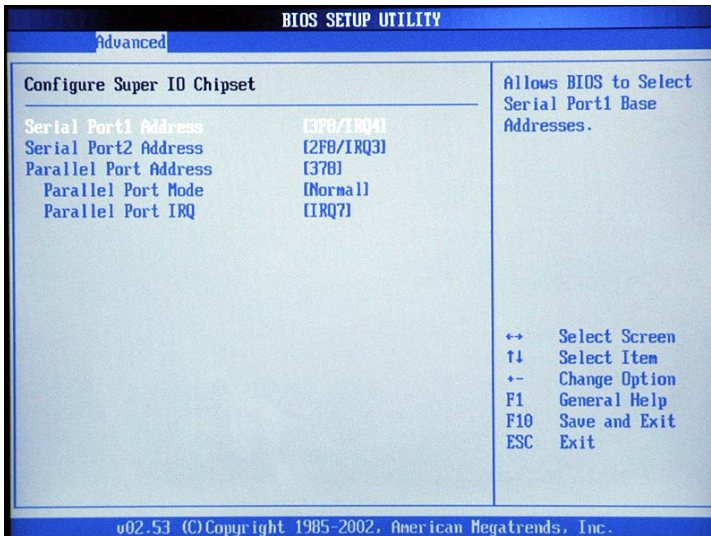 BIOS SETUP UTILITY
Advanced
Configure Super IO Chipset
Serial Port1 Address [3F8/IRQ4]
Serial Port2 Address [2F8/IRQ3]
Parallel Port Address [378]
Parallel Port Mode [Normal]
Parallel Port IRQ [IRQ7]
Allows BIOS to Select
Serial Port1 Base
Addresses.
↔ Select Screen
↑↓ Select Item
+- Change Option
F1 General Help
F10 Save and Exit
ESC Exit
v02.53 (C)Copyright 1985-2002, American Megatrends, Inc.